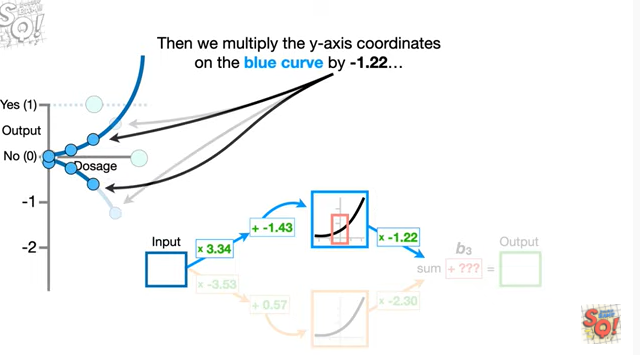 Then we multiply the y-axis coordinates
on the blue curve by -1.22…
Yes (1)
Output
No (0)
Dosage
-1
-2
Input
x 3.34
+ -1.43
x -1.22
x -3.53
+ 0.57
x -2.30
b3
sum + ??? =
Output
SQ!